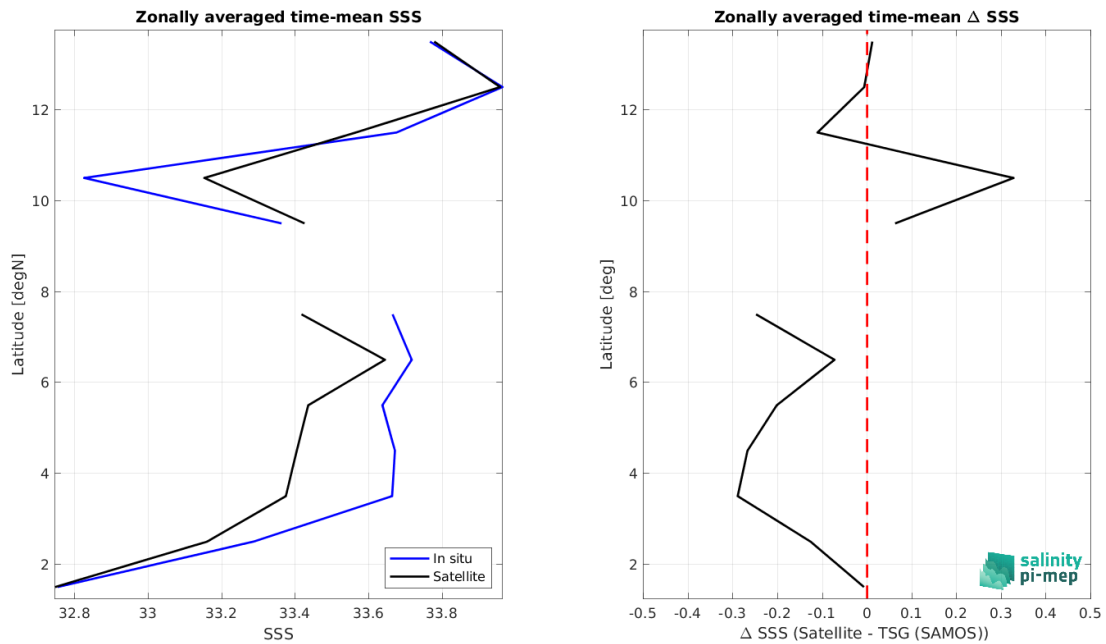 Zonally averaged time-mean SSS
Latitude [degN]
12
10
8
6
4
2
32.8 33 33.2 33.4 33.6 33.8
SSS
In situ
Satellite
Zonally averaged time-mean Δ SSS
Latitude [deg]
12
10
8
6
4
2
-0.5 -0.4 -0.3 -0.2 -0.1 0 0.1 0.2 0.3 0.4 0.5
Δ SSS (Satellite - TSG (SAMOS))
salinity
pi-mep